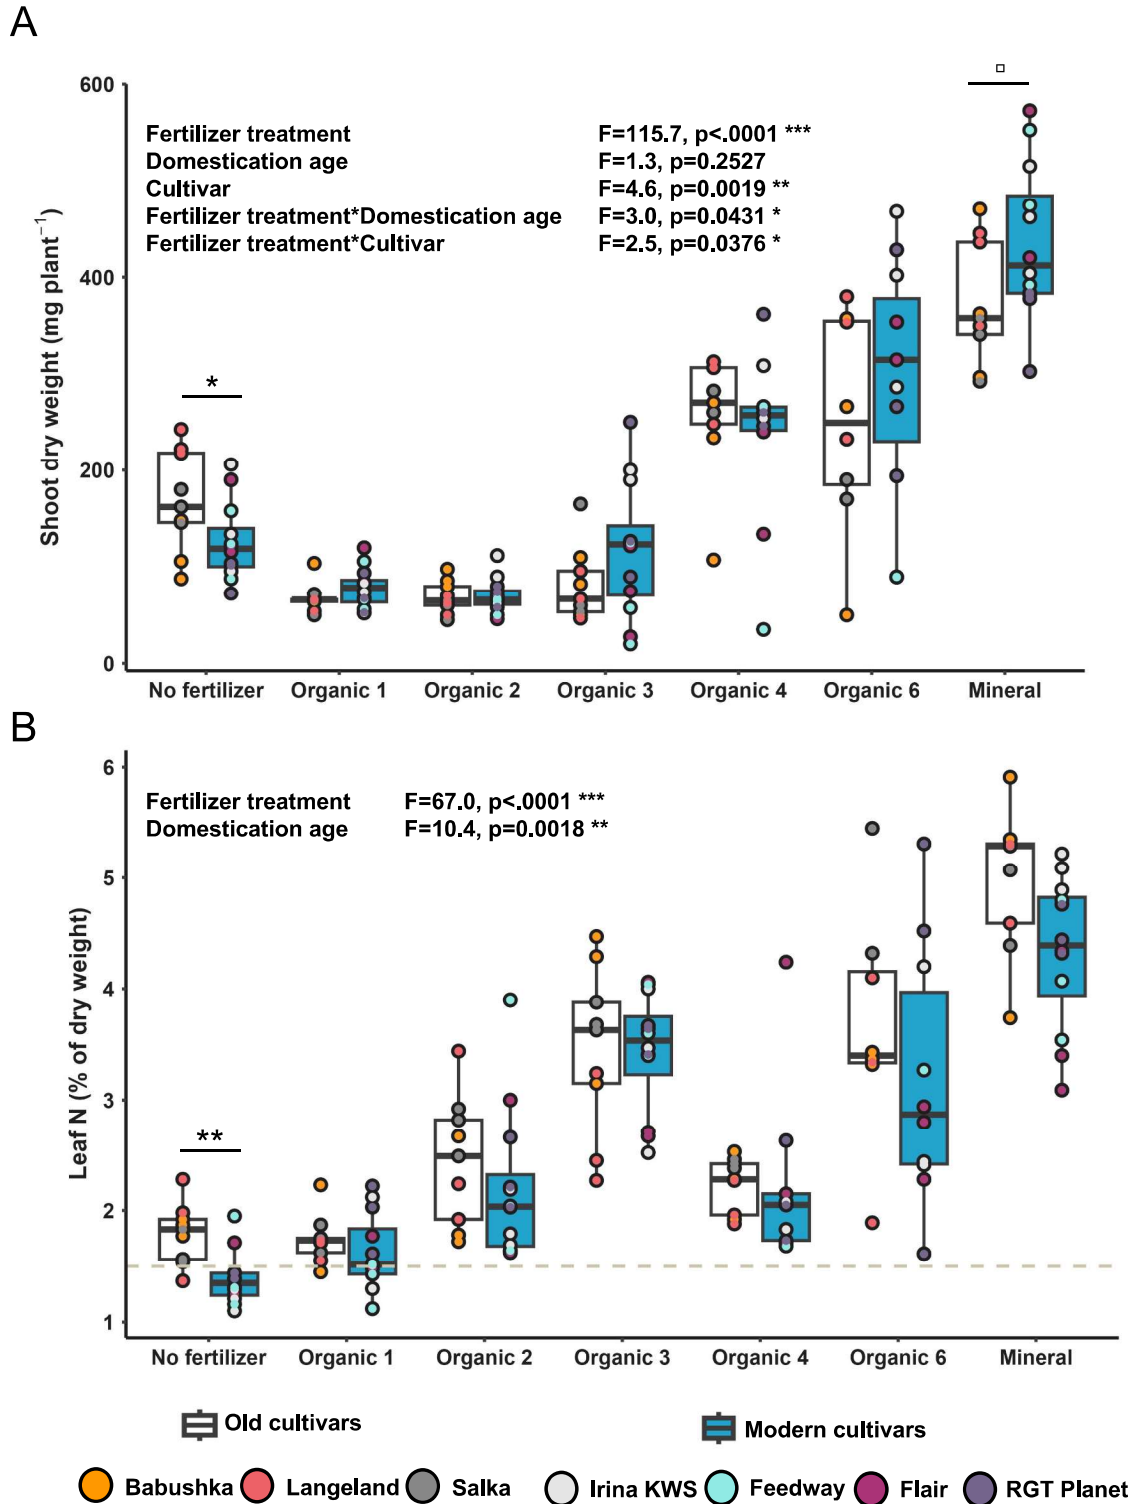 A
600
Fertilizer treatment F=115.7, p<.0001 ***
Domestication age F=1.3, p=0.2527
Cultivar F=4.6, p=0.0019 **
Fertilizer treatment*Domestication age F=3.0, p=0.0431 *
Fertilizer treatment*Cultivar F=2.5, p=0.0376 *
400
*
200
0
Shoot dry weight (mg plant⁻¹)
No fertilizer Organic 1 Organic 2 Organic 3 Organic 4 Organic 6 Mineral
B
6
Fertilizer treatment F=67.0, p<.0001 ***
Domestication age F=10.4, p=0.0018 **
5
4
3
**
2
1
Leaf N (% of dry weight)
No fertilizer Organic 1 Organic 2 Organic 3 Organic 4 Organic 6 Mineral
Old cultivars Modern cultivars
Babushka Langeland Salka Irina KWS Feedway Flair RGT Planet